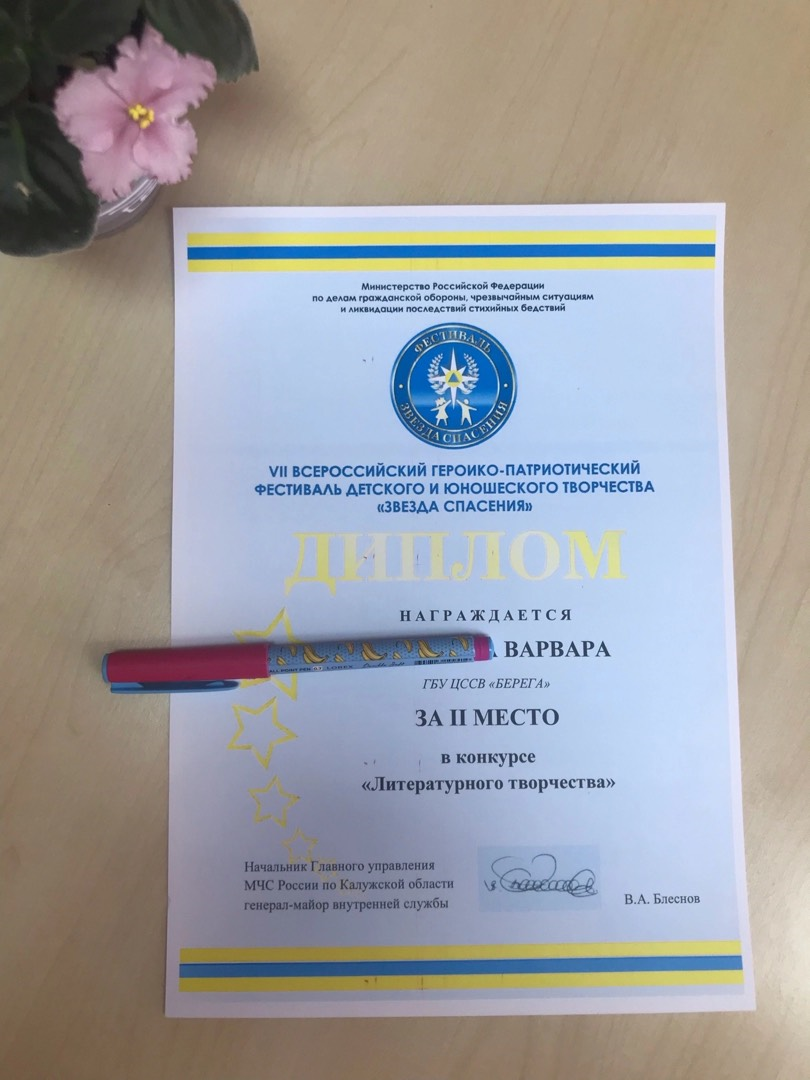 Министерство Российской Федерации
по делам гражданской обороны, чрезвычайным ситуациям
и ликвидации последствий стихийных бедствий
ФЕСТИВАЛЬ
ЗВЕЗДА СПАСЕНИЯ
VII ВСЕРОССИЙСКИЙ ГЕРОИКО-ПАТРИОТИЧЕСКИЙ
ФЕСТИВАЛЬ ДЕТСКОГО И ЮНОШЕСКОГО ТВОРЧЕСТВА
«ЗВЕЗДА СПАСЕНИЯ»
ДИПЛОМ
НАГРАЖДАЕТСЯ
ВАРВАРА
ГБУ ЦССВ «БЕРЕГА»
ЗА II МЕСТО
в конкурсе
«Литературного творчества»
Начальник Главного управления
МЧС России по Калужской области
генерал-майор внутренней службы
В.А. Блеснов